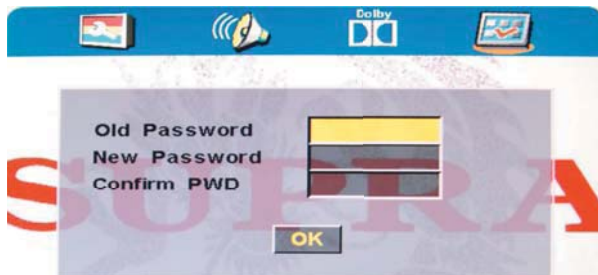 Dolby
Old Password
New Password
Confirm PWD
SUPRA
OK